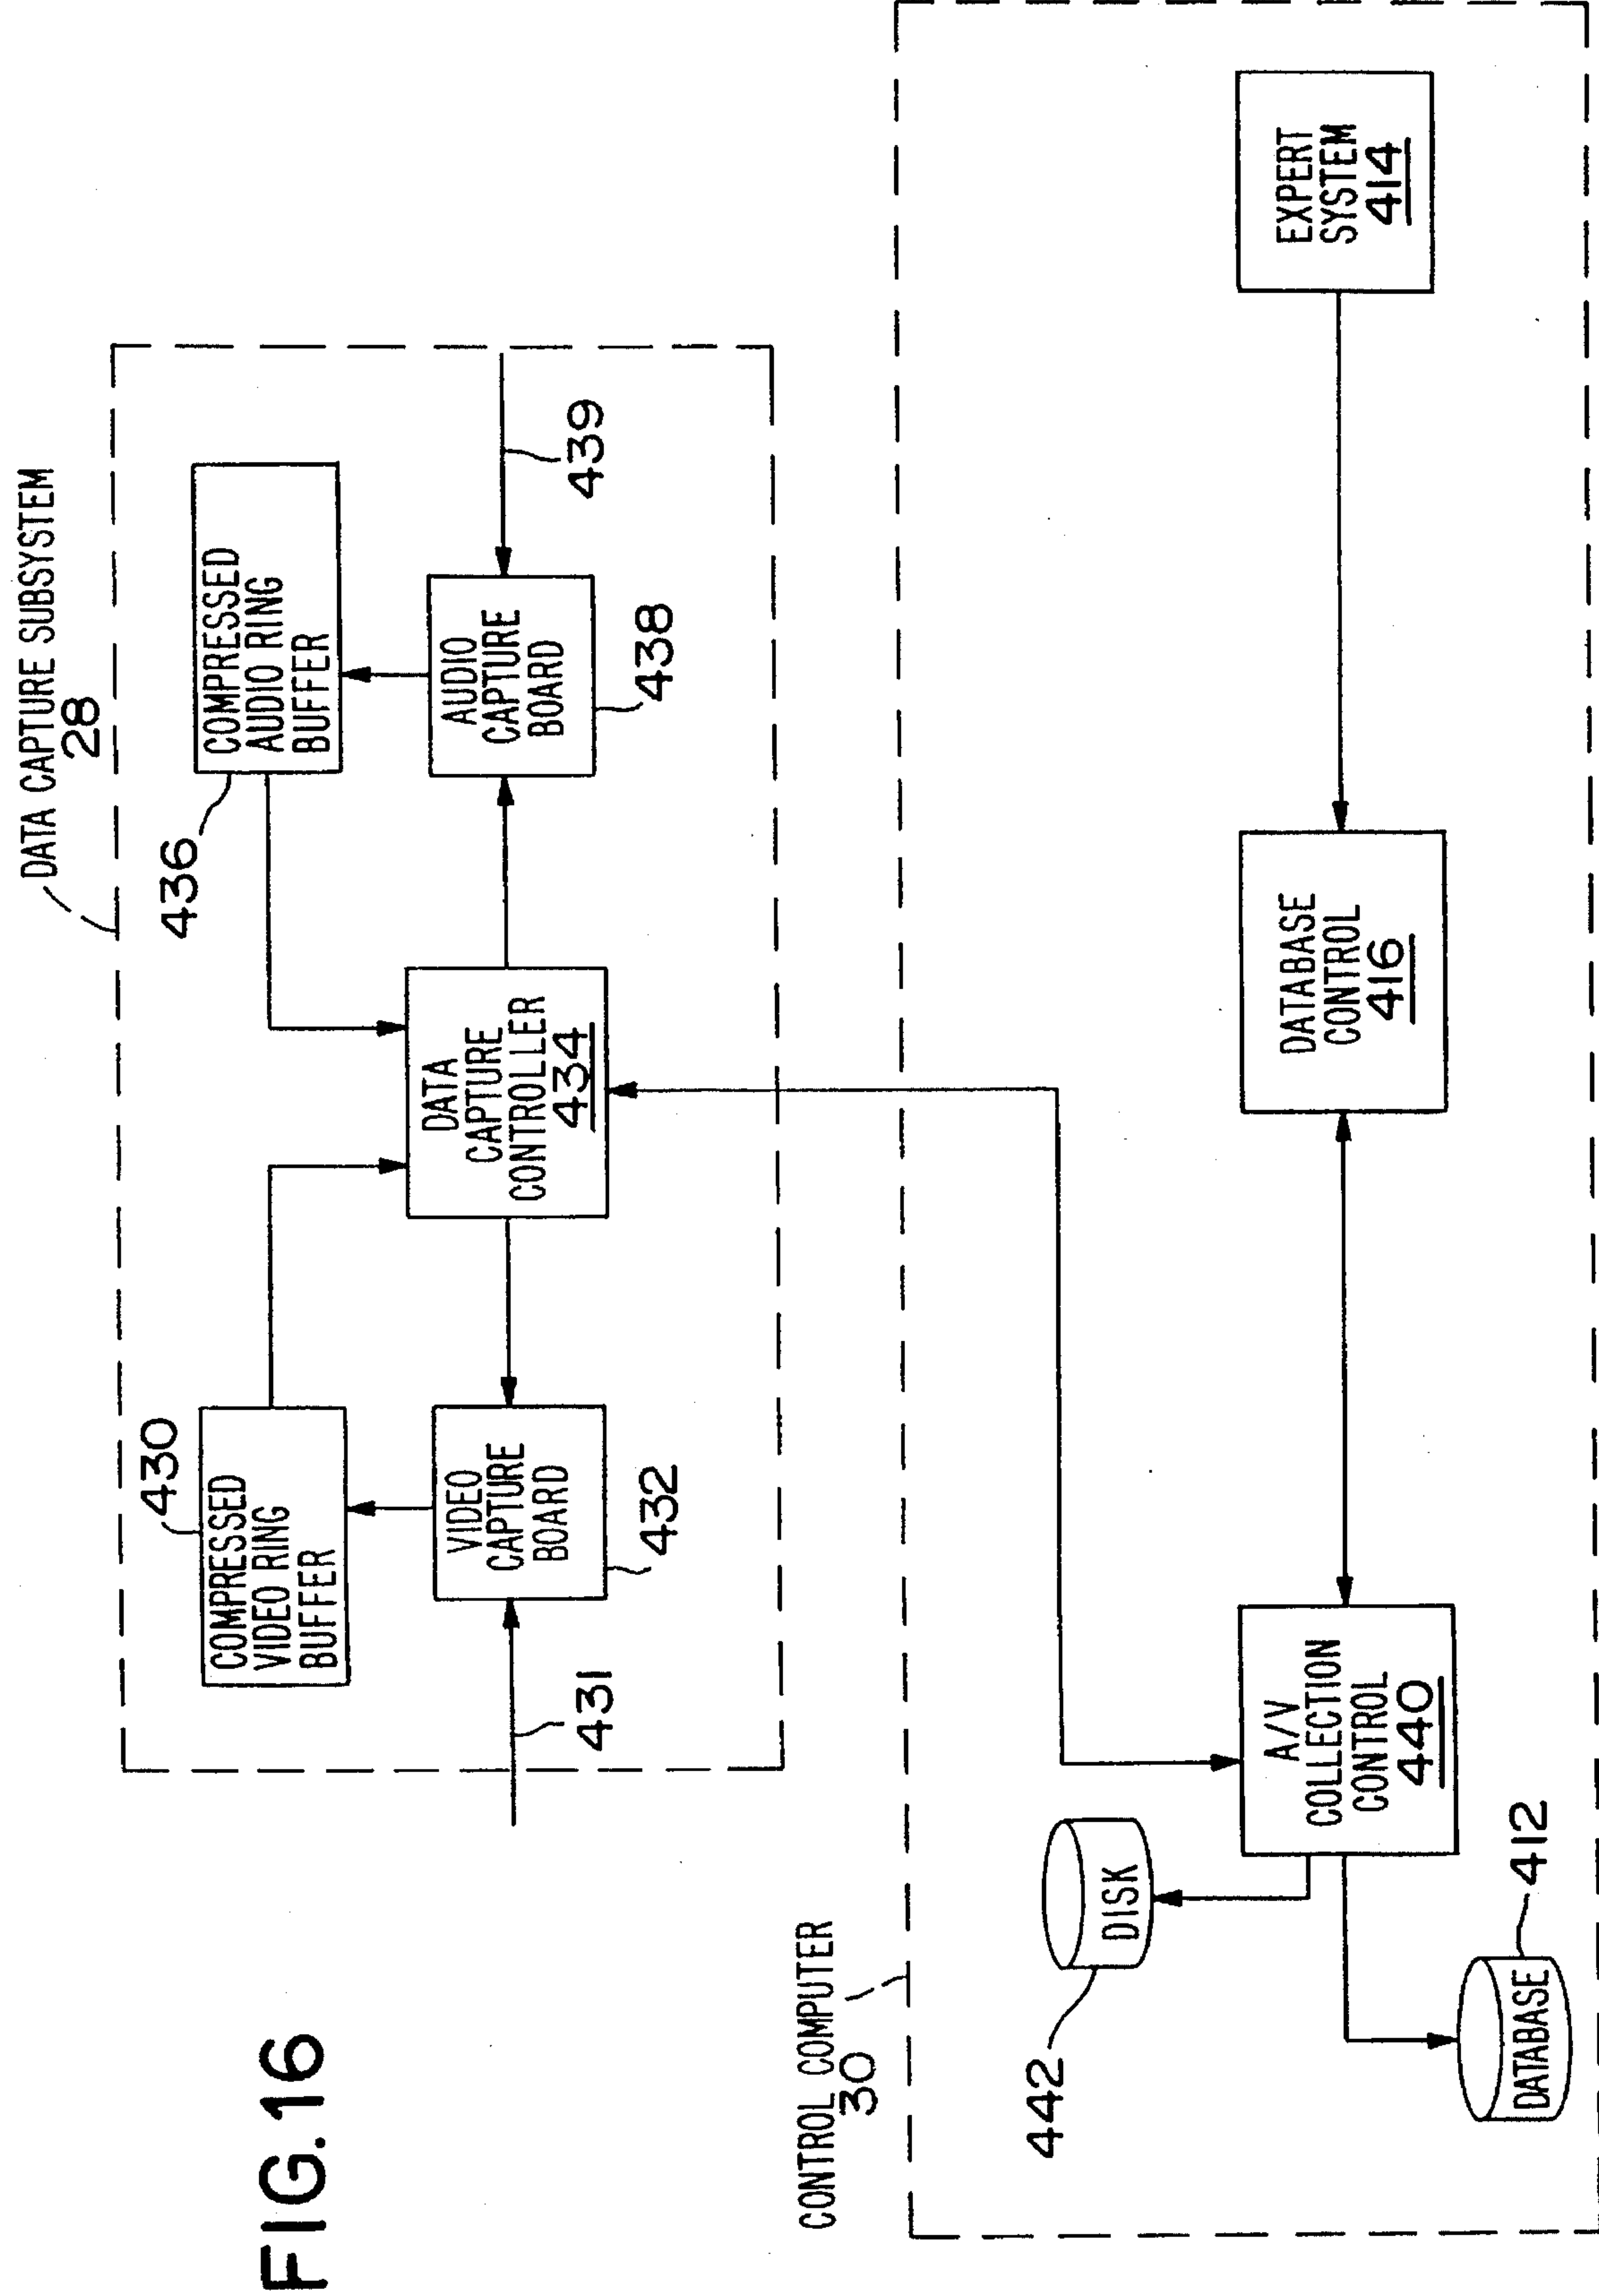 FIG.16
DATA CAPTURE SUBSYSTEM
28
430
COMPRESSED
VIDEO RING
BUFFER
436
COMPRESSED
AUDIO RING
BUFFER
431
VIDEO
CAPTURE
BOARD
432
DATA
CAPTURE
CONTROLLER
434
AUDIO
CAPTURE
BOARD
438
439
CONTROL COMPUTER
30
442
DISK
A/V
COLLECTION
CONTROL
440
DATABASE
CONTROL
416
EXPERT
SYSTEM
414
DATABASE
412